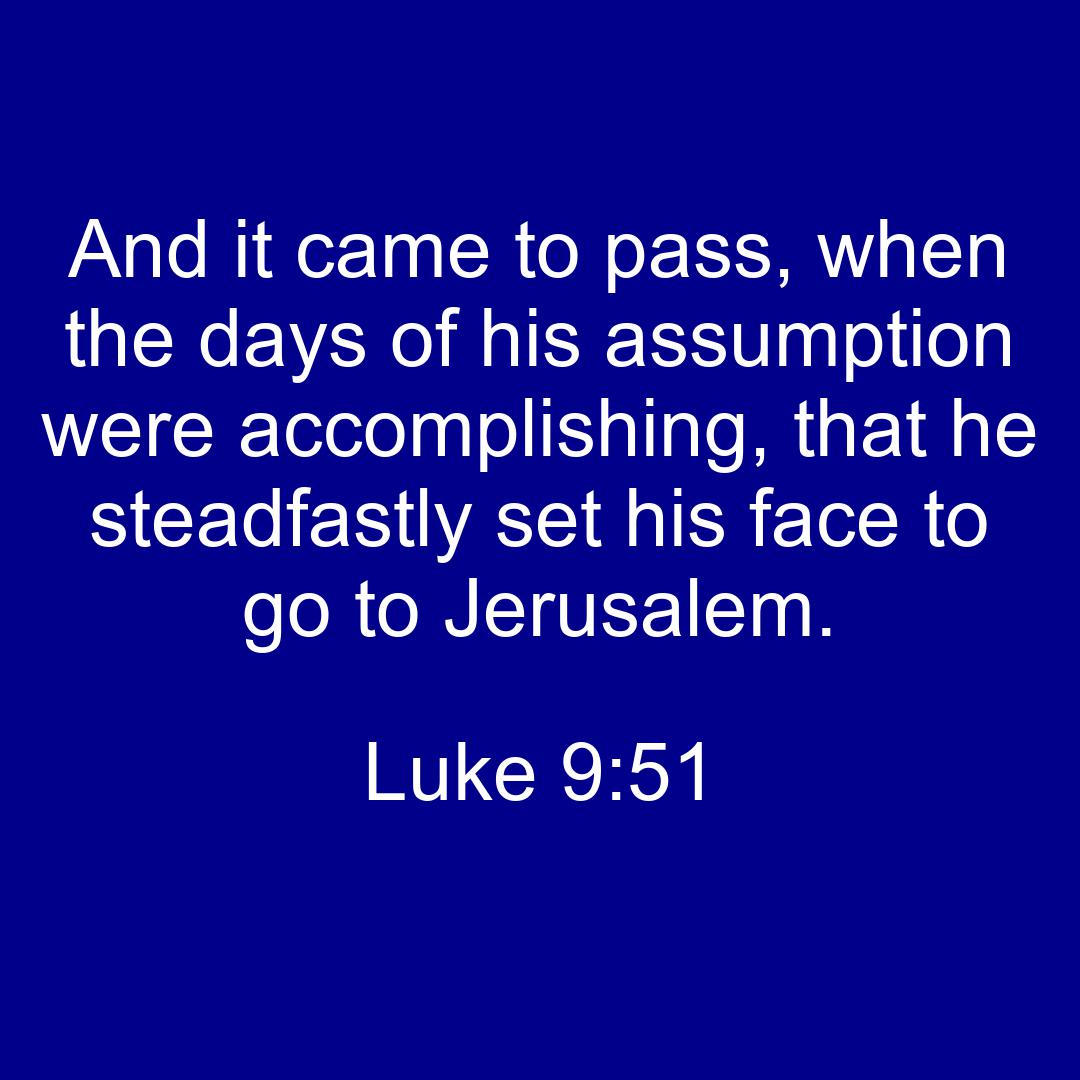 And it came to pass, when
the days of his assumption
were accomplishing, that he
steadfastly set his face to
go to Jerusalem.
Luke 9:51